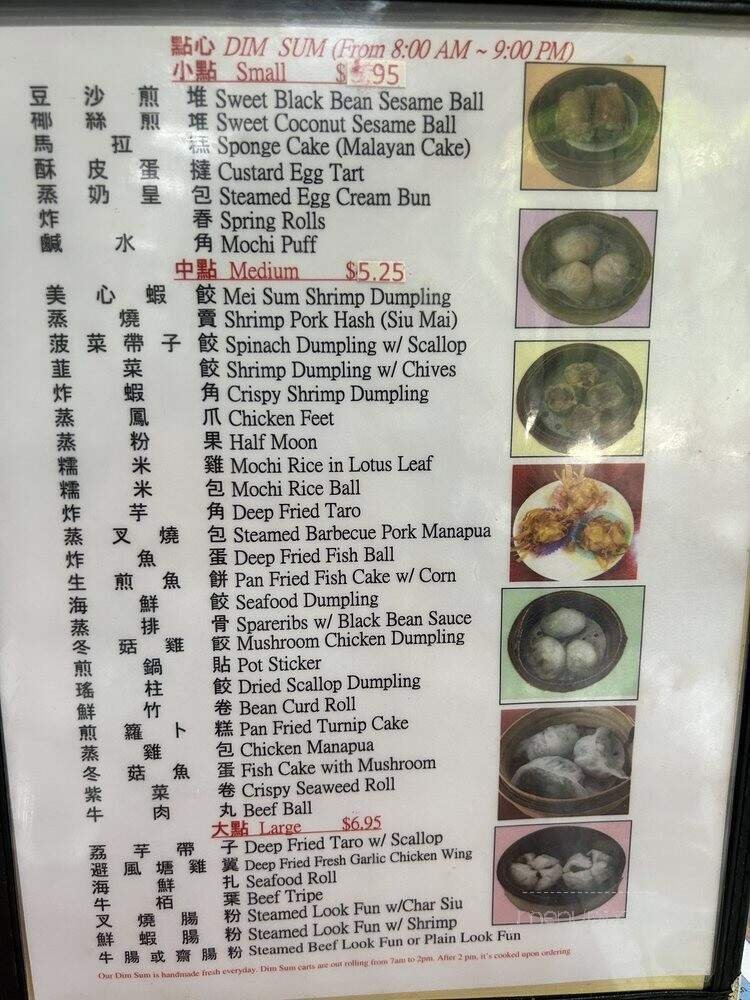 點心 DIM SUM (From 8:00 AM ~ 9:00 PM)
小點 Small $ .95
豆沙煎堆 Sweet Black Bean Sesame Ball
椰絲煎堆 Sweet Coconut Sesame Ball
馬拉糕 Sponge Cake (Malayan Cake)
酥皮蛋撻 Custard Egg Tart
蒸奶皇包 Steamed Egg Cream Bun
炸春 Spring Rolls
鹹水角 Mochi Puff
中點 Medium $5.25
美心蝦餃 Mei Sum Shrimp Dumpling
蒸燒賣 Shrimp Pork Hash (Siu Mai)
菠菜帶子餃 Spinach Dumpling w/ Scallop
韮菜餃 Shrimp Dumpling w/ Chives
炸蝦角 Crispy Shrimp Dumpling
蒸鳳爪 Chicken Feet
蒸粉果 Half Moon
糯米雞 Mochi Rice in Lotus Leaf
糯米包 Mochi Rice Ball
炸芋角 Deep Fried Taro
蒸叉燒包 Steamed Barbecue Pork Manapua
炸魚蛋 Deep Fried Fish Ball
生煎魚餅 Pan Fried Fish Cake w/ Corn
海鮮餃 Seafood Dumpling
蒸排骨 Spareribs w/ Black Bean Sauce
冬菇雞餃 Mushroom Chicken Dumpling
煎鍋貼 Pot Sticker
瑤柱餃 Dried Scallop Dumpling
鮮竹卷 Bean Curd Roll
煎蘿卜糕 Pan Fried Turnip Cake
蒸雞包 Chicken Manapua
冬菇魚蛋 Fish Cake with Mushroom
紫菜卷 Crispy Seaweed Roll
牛肉丸 Beef Ball
大點 Large $6.95
荔芋帶子 Deep Fried Taro w/ Scallop
避風塘雞翼 Deep Fried Fresh Garlic Chicken Wing
海鮮扎 Seafood Roll
牛栢葉 Beef Tripe
叉燒腸粉 Steamed Look Fun w/Char Siu
鮮蝦腸粉 Steamed Look Fun w/ Shrimp
牛腸或齋腸粉 Steamed Beef Look Fun or Plain Look Fun
Our Dim Sum is handmade fresh everyday. Dim Sum carts are out rolling from 7am to 2pm. After 2 pm, it's cooked upon ordering